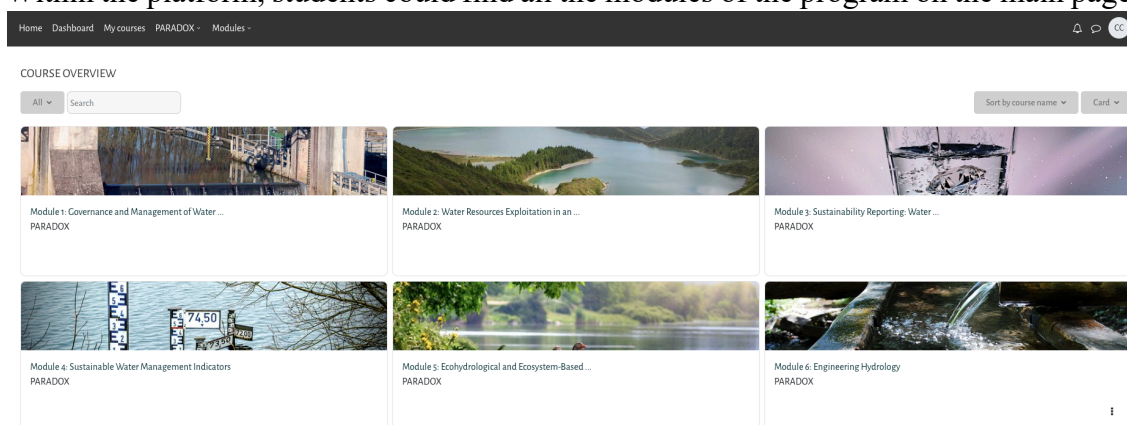 Within the platform, students could find all the modules of the program on the main page
Home Dashboard My courses PARADOX Modules
CC
COURSE OVERVIEW
All Search Sort by course name Card
Module 1: Governance and Management of Water ...
PARADOX
Module 2: Water Resources Exploitation in an ...
PARADOX
Module 3: Sustainability Reporting: Water ...
PARADOX
74,50
Module 4: Sustainable Water Management Indicators
PARADOX
Module 5: Ecohydrological and Ecosystem-Based ...
PARADOX
Module 6: Engineering Hydrology
PARADOX